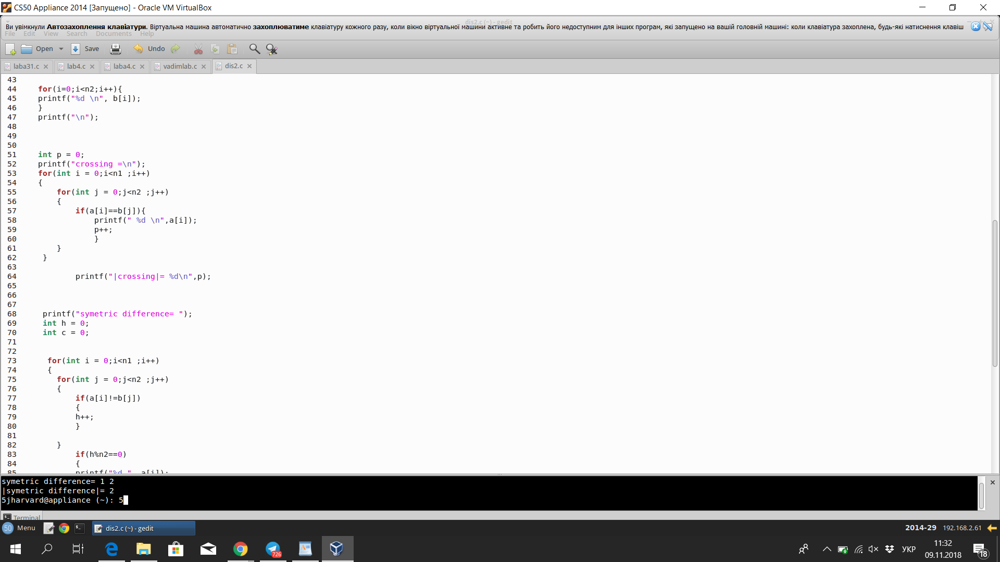 CS50 Appliance 2014 [Запущено] - Oracle VM VirtualBox
dis2.c (~) - gedit
Ви увімкнули Автозахоплення клавіатури. Віртуальна машина автоматично захоплюватиме клавіатуру кожного разу, коли вікно віртуальної машини активне та робить його недоступним для інших програм, які запущено на вашій головній машині: коли клавіатура захоплена, будь-які натиснення клавіш
File Edit View Search Documents Help
Open Save Undo
laba31.c lab4.c laba4.c vadimlab.c dis2.c
43
44 for(i=0;i<n2;i++){
45 printf("%d \n", b[i]);
46 }
47 printf("\n");
48
49
50
51 int p = 0;
52 printf("crossing =\n");
53 for(int i = 0;i<n1 ;i++)
54 {
55 for(int j = 0;j<n2 ;j++)
56 {
57 if(a[i]==b[j]){
58 printf(" %d \n",a[i]);
59 p++;
60 }
61 }
62 }
63
64 printf("|crossing|= %d\n",p);
65
66
67
68 printf("symetric difference= ");
69 int h = 0;
70 int c = 0;
71
72
73 for(int i = 0;i<n1 ;i++)
74 {
75 for(int j = 0;j<n2 ;j++)
76 {
77 if(a[i]!=b[j])
78 {
79 h++;
80 }
81
82 }
83 if(h%n2==0)
84 {
85 printf("%d ", a[i]);
symetric difference= 1 2
|symetric difference|= 2
5jharvard@appliance (~): 5
Terminal
50 Menu dis2.c (~) - gedit 2014-29 192.168.2.61
726 УКР 11:32
09.11.2018 18